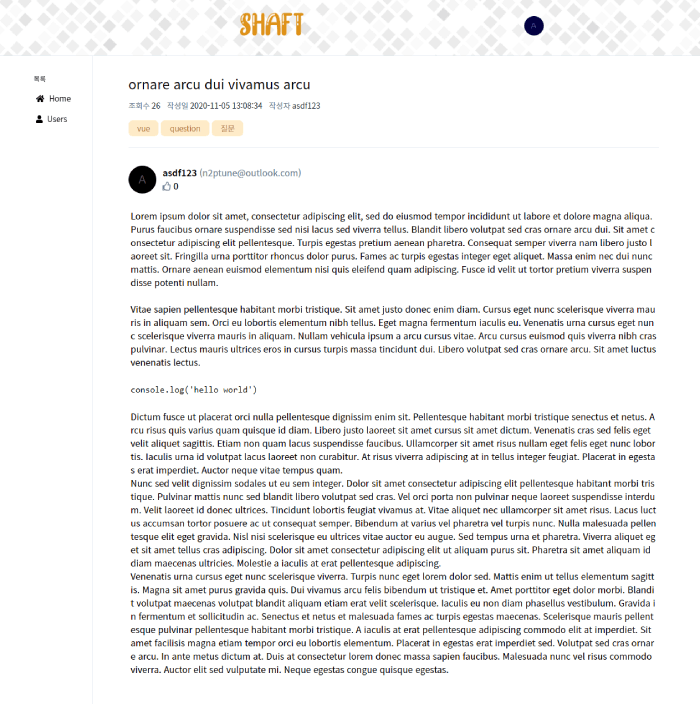 SHAFT
A
목록
Home
Users
ornare arcu dui vivamus arcu
조회수 26 작성일 2020-11-05 13:08:34 작성자 asdf123
vue question 질문
A
asdf123 (n2ptune@outlook.com)
0
Lorem ipsum dolor sit amet, consectetur adipiscing elit, sed do eiusmod tempor incididunt ut labore et dolore magna aliqua.
Purus faucibus ornare suspendisse sed nisi lacus sed viverra tellus. Blandit libero volutpat sed cras ornare arcu dui. Sit amet c
onsectetur adipiscing elit pellentesque. Turpis egestas pretium aenean pharetra. Consequat semper viverra nam libero justo l
aoreet sit. Fringilla urna porttitor rhoncus dolor purus. Fames ac turpis egestas integer eget aliquet. Massa enim nec dui nunc
mattis. Ornare aenean euismod elementum nisi quis eleifend quam adipiscing. Fusce id velit ut tortor pretium viverra suspen
disse potenti nullam.
Vitae sapien pellentesque habitant morbi tristique. Sit amet justo donec enim diam. Cursus eget nunc scelerisque viverra mau
ris in aliquam sem. Orci eu lobortis elementum nibh tellus. Eget magna fermentum iaculis eu. Venenatis urna cursus eget nun
c scelerisque viverra mauris in aliquam. Nullam vehicula ipsum a arcu cursus vitae. Arcu cursus euismod quis viverra nibh cras
pulvinar. Lectus mauris ultrices eros in cursus turpis massa tincidunt dui. Libero volutpat sed cras ornare arcu. Sit amet luctus
venenatis lectus.
console.log('hello world')
Dictum fusce ut placerat orci nulla pellentesque dignissim enim sit. Pellentesque habitant morbi tristique senectus et netus. A
rcu risus quis varius quam quisque id diam. Libero justo laoreet sit amet cursus sit amet dictum. Venenatis cras sed felis eget
velit aliquet sagittis. Etiam non quam lacus suspendisse faucibus. Ullamcorper sit amet risus nullam eget felis eget nunc lobor
tis. Iaculis urna id volutpat lacus laoreet non curabitur. At risus viverra adipiscing at in tellus integer feugiat. Placerat in egesta
s erat imperdiet. Auctor neque vitae tempus quam.
Nunc sed velit dignissim sodales ut eu sem integer. Dolor sit amet consectetur adipiscing elit pellentesque habitant morbi tris
tique. Pulvinar mattis nunc sed blandit libero volutpat sed cras. Vel orci porta non pulvinar neque laoreet suspendisse interdu
m. Velit laoreet id donec ultrices. Tincidunt lobortis feugiat vivamus at. Vitae aliquet nec ullamcorper sit amet risus. Lacus luct
us accumsan tortor posuere ac ut consequat semper. Bibendum at varius vel pharetra vel turpis nunc. Nulla malesuada pellen
tesque elit eget gravida. Nisl nisi scelerisque eu ultrices vitae auctor eu augue. Sed tempus urna et pharetra. Viverra aliquet eg
et sit amet tellus cras adipiscing. Dolor sit amet consectetur adipiscing elit ut aliquam purus sit. Pharetra sit amet aliquam id
diam maecenas ultricies. Molestie a iaculis at erat pellentesque adipiscing.
Venenatis urna cursus eget nunc scelerisque viverra. Turpis nunc eget lorem dolor sed. Mattis enim ut tellus elementum sagitt
is. Magna sit amet purus gravida quis. Dui vivamus arcu felis bibendum ut tristique et. Amet porttitor eget dolor morbi. Blandi
t volutpat maecenas volutpat blandit aliquam etiam erat velit scelerisque. Iaculis eu non diam phasellus vestibulum. Gravida i
n fermentum et sollicitudin ac. Senectus et netus et malesuada fames ac turpis egestas maecenas. Scelerisque mauris pellent
esque pulvinar pellentesque habitant morbi tristique. A iaculis at erat pellentesque adipiscing commodo elit at imperdiet. Sit
amet facilisis magna etiam tempor orci eu lobortis elementum. Placerat in egestas erat imperdiet sed. Volutpat sed cras ornar
e arcu. In ante metus dictum at. Duis at consectetur lorem donec massa sapien faucibus. Malesuada nunc vel risus commodo
viverra. Auctor elit sed vulputate mi. Neque egestas congue quisque egestas.